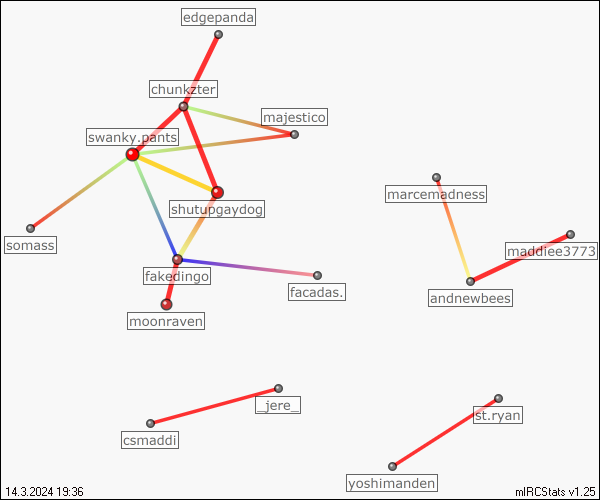 edgepanda
chunkzter
majestico
swanky.pants
marcemadness
shutupgaydog
somass
maddiee3773
fakedingo
facadas.
andnewbees
moonraven
_jere_
st.ryan
csmaddi
yoshimanden
14.3.2024 19:36
mIRCStats v1.25